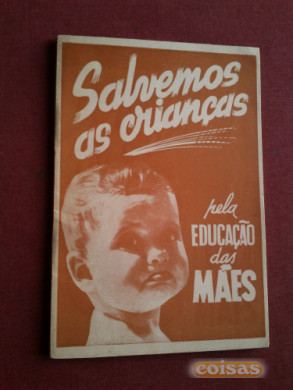 Salvemos
as crianças
pela
EDUCAÇÃO
das
MÃES
coisas